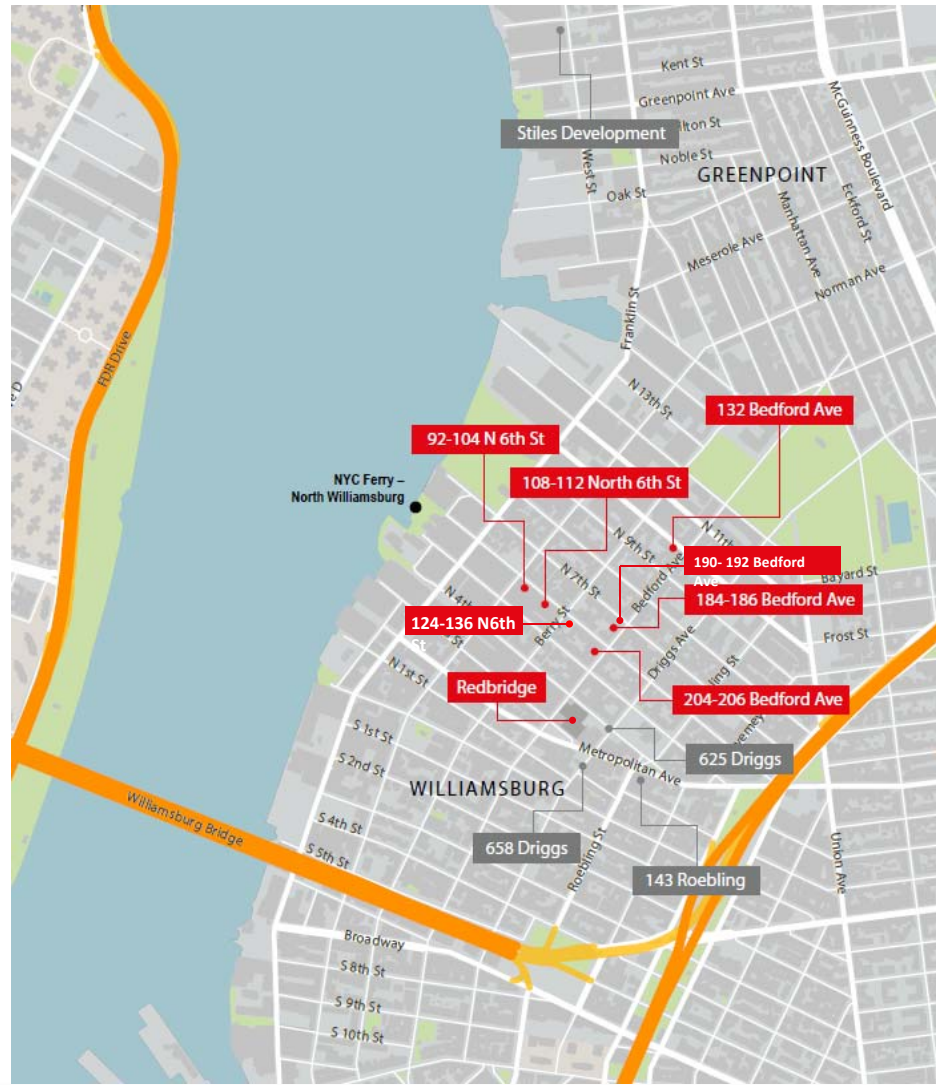 Kent St
Greenpoint Ave
McGuinness Boulevard
Stiles Development
ilton St
Noble St
West St
GREENPOINT
Oak St
Manhattan Ave
Eckford St
Meserole Ave
Norman Ave
FDR Drive
e D
Franklin St
N 13th St
132 Bedford Ave
92-104 N 6th St
NYC Ferry –
North Williamsburg
108-112 North 6th St
N 11th
N 9th St
Bedford Ave
190- 192 Bedford
Ave
Bayard St
N 7th St
184-186 Bedford Ave
N 4th
St
124-136 N6th
St
Berry St
Frost St
Driggs Ave
N 1st St
ling St
Redbridge
204-206 Bedford Ave
S 1st St
Metropolitan Ave
vemey
625 Driggs
S 2nd St
WILLIAMSBURG
Williamsburg Bridge
S 4th St
658 Driggs
S 5th St
Roebling St
143 Roebling
Union Ave
Broadway
S 8th St
S 9th St
S 10th St